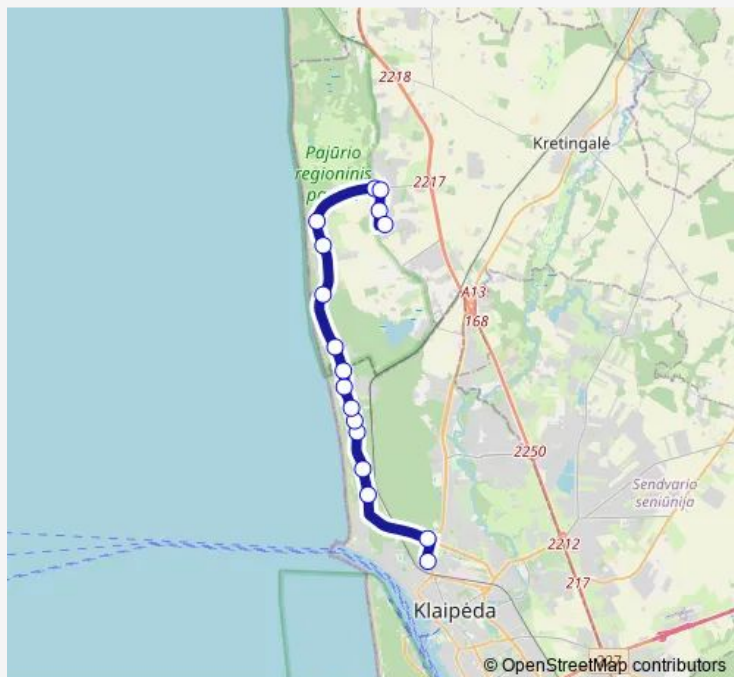 2218
Kretingalė
Pajūrio
regioninis
2217
A13
168
2250
Sendvario
seniūnija
2212
217
Klaipėda
© OpenStreetMap contributors